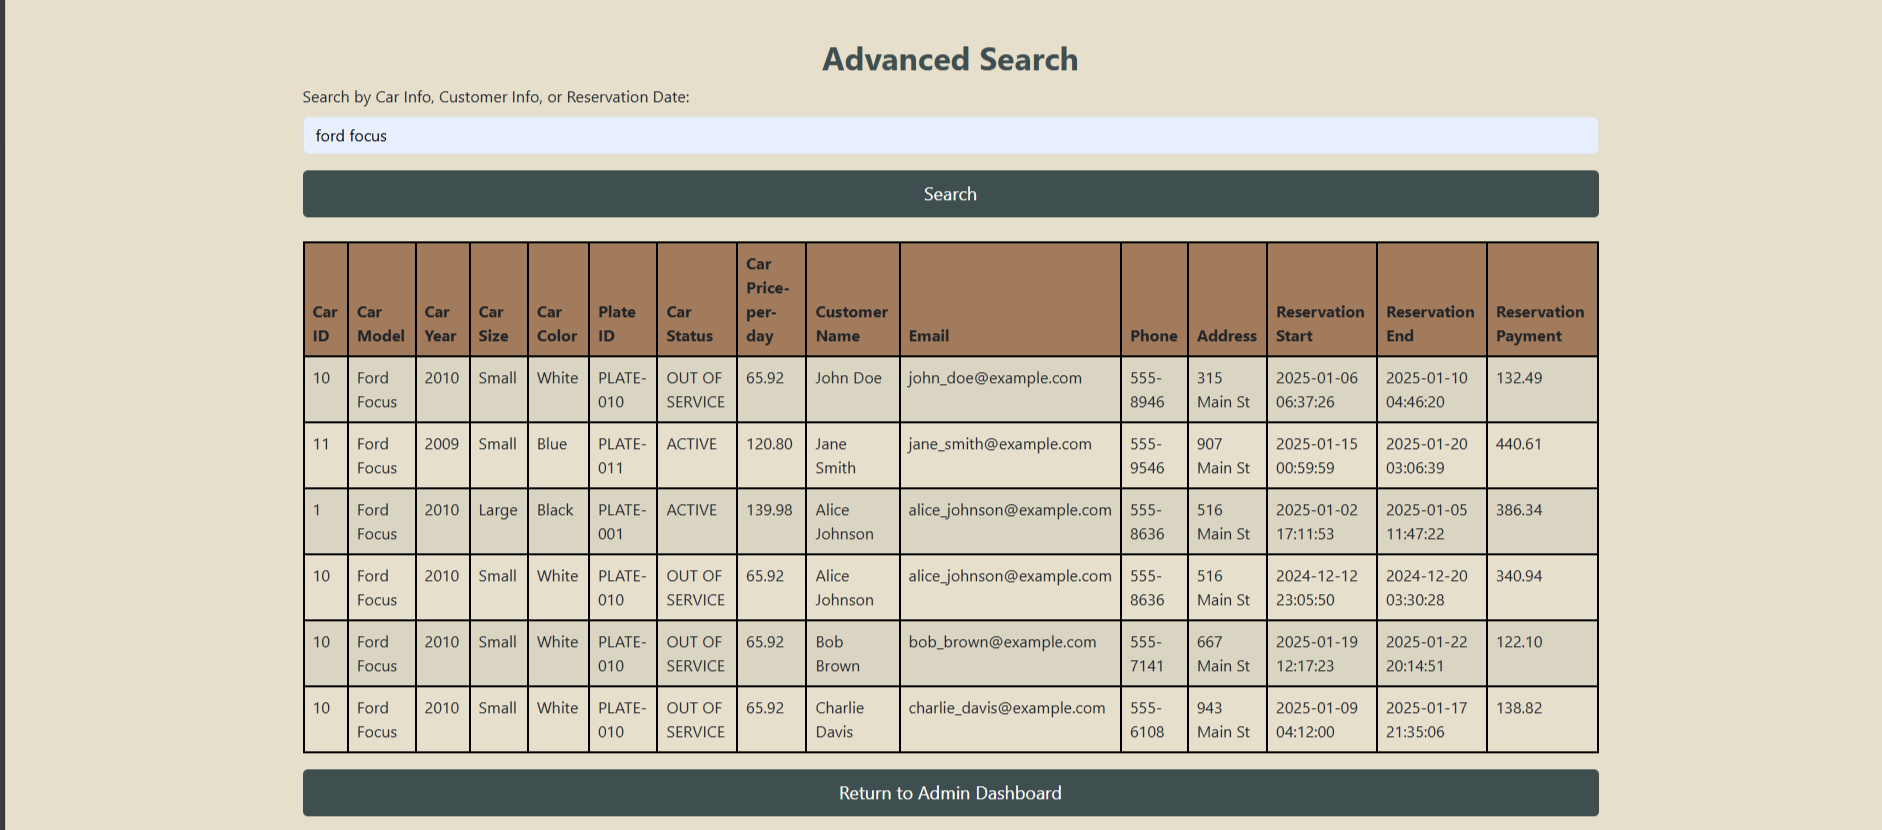 Advanced Search
Search by Car Info, Customer Info, or Reservation Date:
ford focus
Search
Car ID | Car Model | Car Year | Car Size | Car Color | Plate ID | Car Status | Car Price-per-day | Customer Name | Email | Phone | Address | Reservation Start | Reservation End | Reservation Payment
10 | Ford Focus | 2010 | Small | White | PLATE-010 | OUT OF SERVICE | 65.92 | John Doe | john_doe@example.com | 555-8946 | 315 Main St | 2025-01-06 06:37:26 | 2025-01-10 04:46:20 | 132.49
11 | Ford Focus | 2009 | Small | Blue | PLATE-011 | ACTIVE | 120.80 | Jane Smith | jane_smith@example.com | 555-9546 | 907 Main St | 2025-01-15 00:59:59 | 2025-01-20 03:06:39 | 440.61
1 | Ford Focus | 2010 | Large | Black | PLATE-001 | ACTIVE | 139.98 | Alice Johnson | alice_johnson@example.com | 555-8636 | 516 Main St | 2025-01-02 17:11:53 | 2025-01-05 11:47:22 | 386.34
10 | Ford Focus | 2010 | Small | White | PLATE-010 | OUT OF SERVICE | 65.92 | Alice Johnson | alice_johnson@example.com | 555-8636 | 516 Main St | 2024-12-12 23:05:50 | 2024-12-20 03:30:28 | 340.94
10 | Ford Focus | 2010 | Small | White | PLATE-010 | OUT OF SERVICE | 65.92 | Bob Brown | bob_brown@example.com | 555-7141 | 667 Main St | 2025-01-19 12:17:23 | 2025-01-22 20:14:51 | 122.10
10 | Ford Focus | 2010 | Small | White | PLATE-010 | OUT OF SERVICE | 65.92 | Charlie Davis | charlie_davis@example.com | 555-6108 | 943 Main St | 2025-01-09 04:12:00 | 2025-01-17 21:35:06 | 138.82
Return to Admin Dashboard